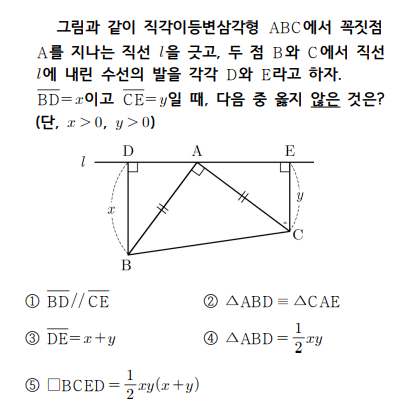 그림과 같이 직각이등변삼각형 ABC에서 꼭짓점
A를 지나는 직선 l을 긋고, 두 점 B와 C에서 직선
l에 내린 수선의 발을 각각 D와 E라고 하자.
$\overline{BD}=x$이고 $\overline{CE}=y$일 때, 다음 중 옳지 않은 것은?
(단, x>0, y>0)
D A E
l
x
y
C
B
① $\overline{BD}//\overline{CE}$ ② △ABD≡△CAE
③ $\overline{DE}=x+y$ ④ △ABD=$\frac{1}{2}xy$
⑤ □BCED=$\frac{1}{2}xy(x+y)$